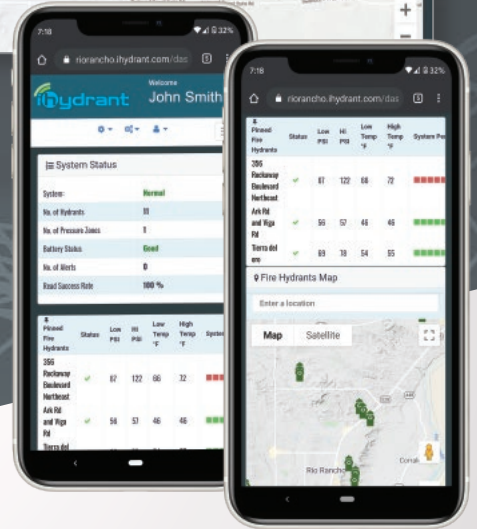 7:18
32%
riorancho.ihydrant.com/das
ihydrant
Welcome
John Smith
System Status
System: Normal
No. of Hydrants 11
No. of Pressure Zones 1
Battery Status Good
No. of Alerts 0
Read Success Rate 100 %
Pinned Fire Hydrants Status Low PSI Hi PSI Low Temp °F High Temp °F
356 Rockaway Boulevard Northeast 87 122 66 72
Ark Rd and Viga Rd 56 57 46 46
Tierra del
7:18
32%
riorancho.ihydrant.com/das
Pinned Fire Hydrants Status Low PSI Hi PSI Low Temp °F High Temp °F System
356 Rockaway Boulevard Northeast 87 122 66 72
Ark Rd and Viga Rd 56 57 46 46
Tierra del oro 69 78 54 55
Fire Hydrants Map
Enter a location
Map Satellite
Rio Rancho